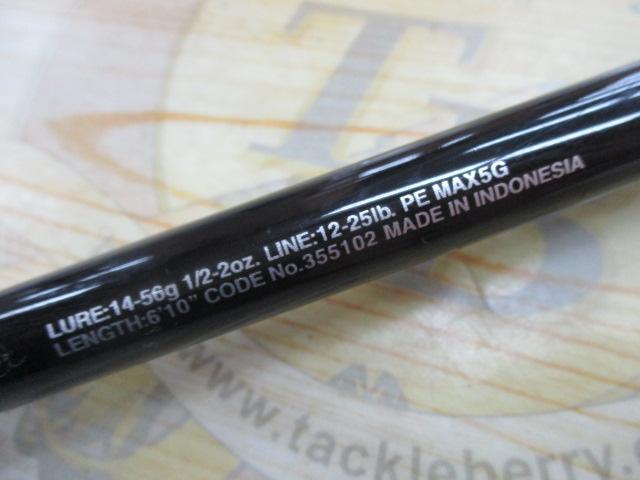 LURE:14-56g 1/2-2oz. LINE:12-25lb. PE MAX5G
LENGTH:6'10" CODE No.355102 MADE IN INDONESIA
www.tackleberry.